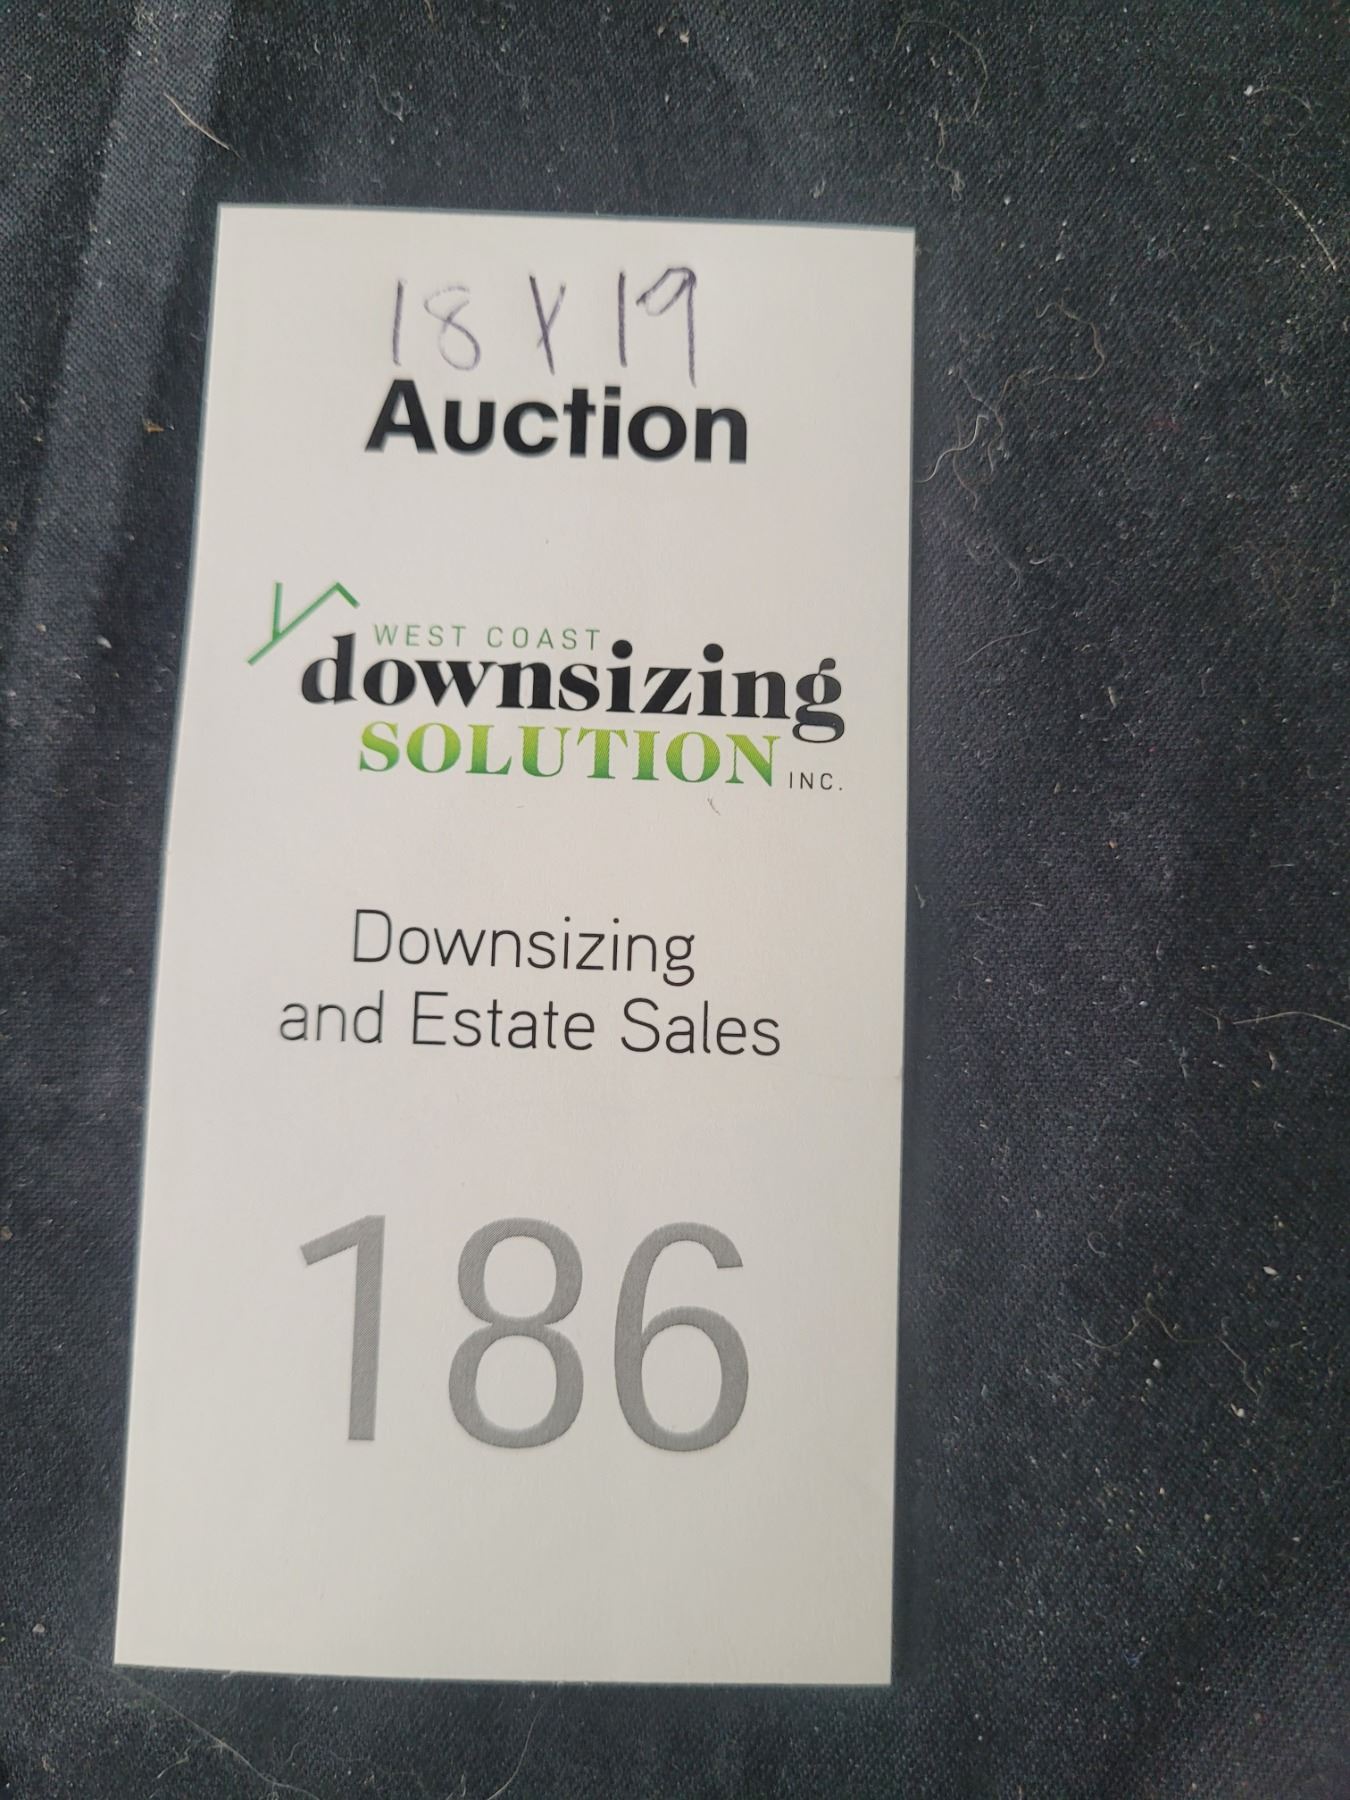 18 x 19
Auction
WEST COAST
downsizing
SOLUTION INC.
Downsizing
and Estate Sales
186